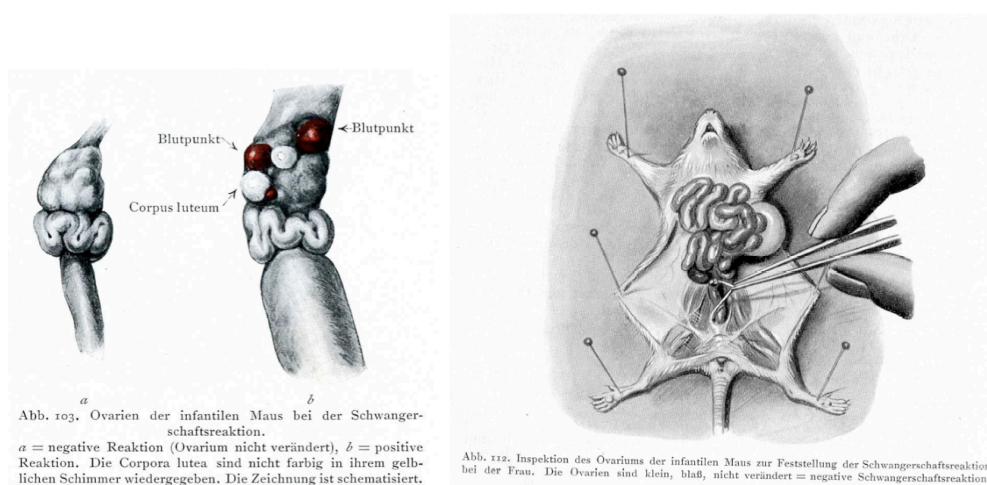 Blutpunkt
Blutpunkt
Corpus luteum
a
b
Abb. 103. Ovarien der infantilen Maus bei der Schwanger-
schaftsreaktion.
a = negative Reaktion (Ovarium nicht verändert), b = positive
Reaktion. Die Corpora lutea sind nicht farbig in ihrem gelb-
lichen Schimmer wiedergegeben. Die Zeichnung ist schematisiert.
Abb. 112. Inspektion des Ovariums der infantilen Maus zur Feststellung der Schwangerschaftsreaktion
bei der Frau. Die Ovarien sind klein, blaß, nicht verändert = negative Schwangerschaftsreaktion